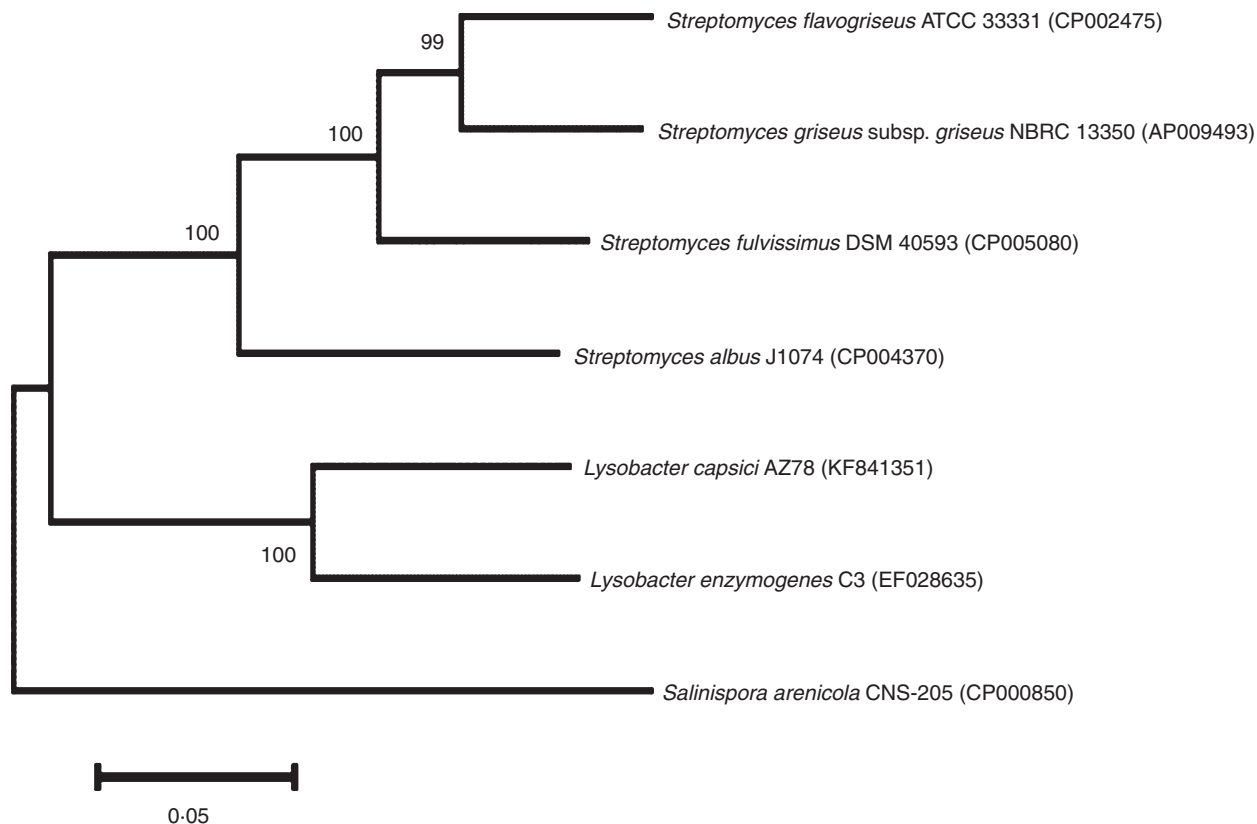 99
Streptomyces flavogriseus ATCC 33331 (CP002475)
100
Streptomyces griseus subsp. griseus NBRC 13350 (AP009493)
100
Streptomyces fulvissimus DSM 40593 (CP005080)
Streptomyces albus J1074 (CP004370)
Lysobacter capsici AZ78 (KF841351)
100
Lysobacter enzymogenes C3 (EF028635)
Salinispora arenicola CNS-205 (CP000850)
0·05